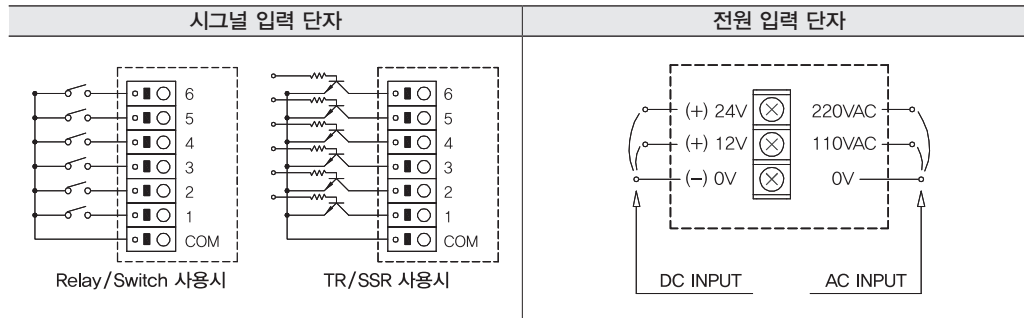 시그널 입력 단자
전원 입력 단자
6
5
4
3
2
1
COM
Relay/Switch 사용시
6
5
4
3
2
1
COM
TR/SSR 사용시
(+) 24V
220VAC
(+) 12V
110VAC
(-) 0V
0V
DC INPUT
AC INPUT